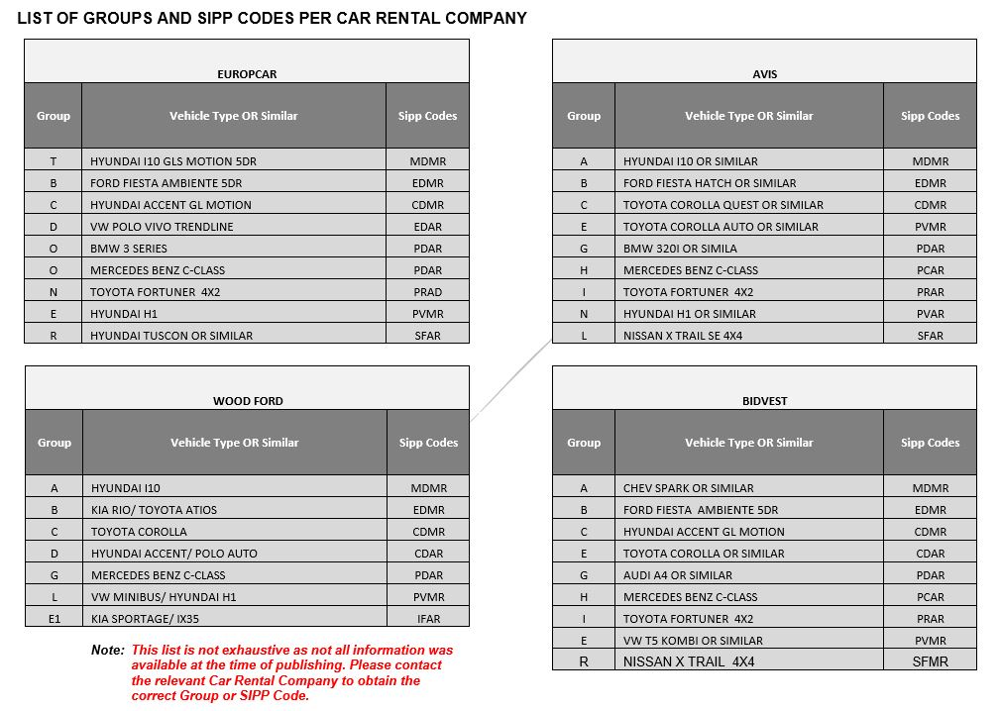 LIST OF GROUPS AND SIPP CODES PER CAR RENTAL COMPANY
EUROPCAR
Group Vehicle Type OR Similar Sipp Codes
T HYUNDAI I10 GLS MOTION 5DR MDMR
B FORD FIESTA AMBIENTE 5DR EDMR
C HYUNDAI ACCENT GL MOTION CDMR
D VW POLO VIVO TRENDLINE EDAR
O BMW 3 SERIES PDAR
O MERCEDES BENZ C-CLASS PDAR
N TOYOTA FORTUNER 4X2 PRAD
E HYUNDAI H1 PVMR
R HYUNDAI TUSCON OR SIMILAR SFAR
AVIS
Group Vehicle Type OR Similar Sipp Codes
A HYUNDAI I10 OR SIMILAR MDMR
B FORD FIESTA HATCH OR SIMILAR EDMR
C TOYOTA COROLLA QUEST OR SIMILAR CDMR
E TOYOTA COROLLA AUTO OR SIMILAR PVMR
G BMW 320I OR SIMILA PDAR
H MERCEDES BENZ C-CLASS PCAR
I TOYOTA FORTUNER 4X2 PRAR
N HYUNDAI H1 OR SIMILAR PVAR
L NISSAN X TRAIL SE 4X4 SFAR
WOOD FORD
Group Vehicle Type OR Similar Sipp Codes
A HYUNDAI I10 MDMR
B KIA RIO/ TOYOTA ATIOS EDMR
C TOYOTA COROLLA CDMR
D HYUNDAI ACCENT/ POLO AUTO CDAR
G MERCEDES BENZ C-CLASS PDAR
L VW MINIBUS/ HYUNDAI H1 PVMR
E1 KIA SPORTAGE/ IX35 IFAR
BIDVEST
Group Vehicle Type OR Similar Sipp Codes
A CHEV SPARK OR SIMILAR MDMR
B FORD FIESTA AMBIENTE 5DR EDMR
C HYUNDAI ACCENT GL MOTION CDMR
E TOYOTA COROLLA OR SIMILAR CDAR
G AUDI A4 OR SIMILAR PDAR
H MERCEDES BENZ C-CLASS PCAR
I TOYOTA FORTUNER 4X2 PRAR
E VW T5 KOMBI OR SIMILAR PVMR
R NISSAN X TRAIL 4X4 SFMR
Note: This list is not exhaustive as not all information was
available at the time of publishing. Please contact
the relevant Car Rental Company to obtain the
correct Group or SIPP Code.